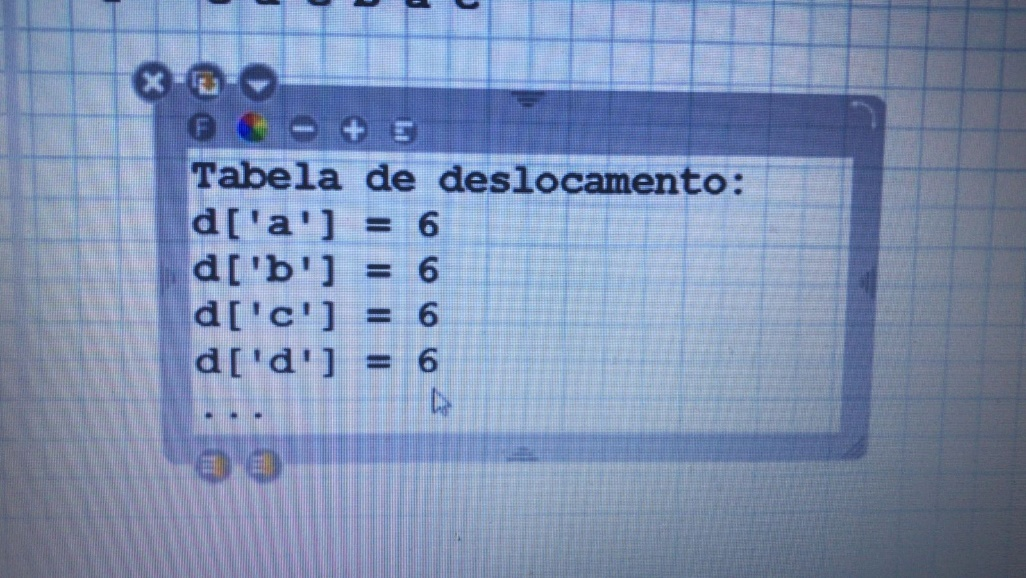 Tabela de deslocamento:
d['a'] = 6
d['b'] = 6
d['c'] = 6
d['d'] = 6
...